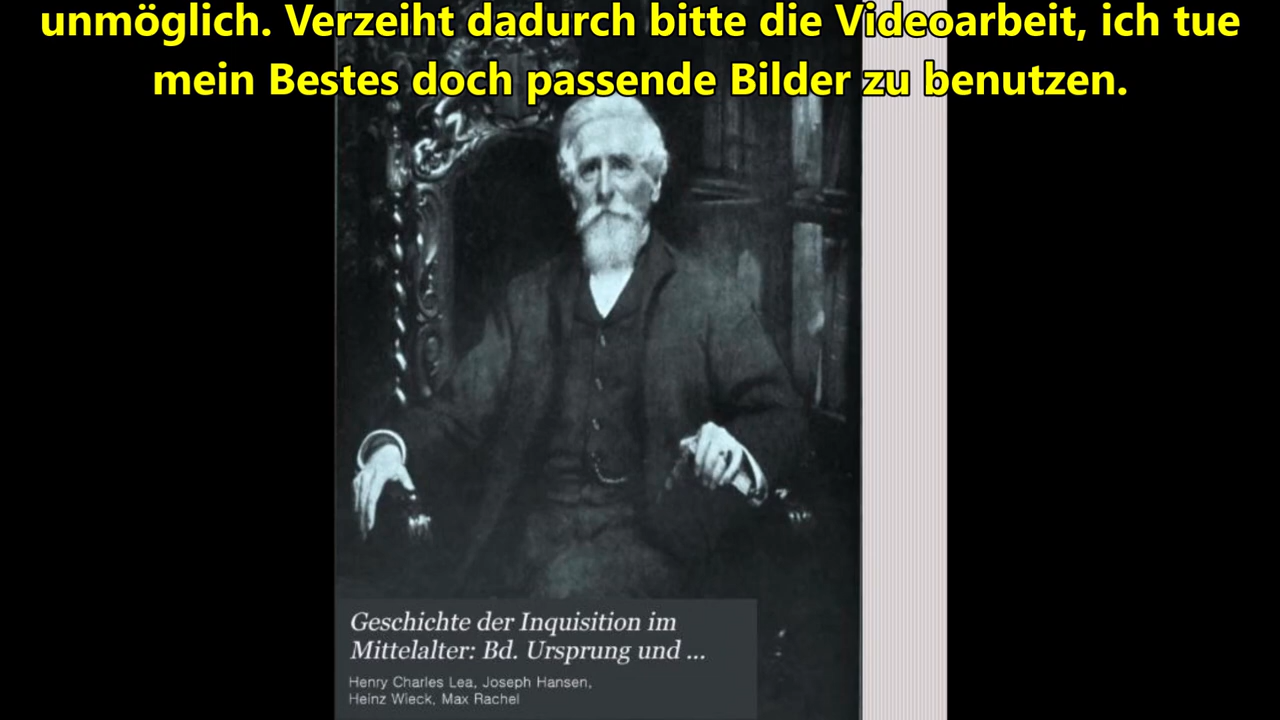 unmöglich. Verzeiht dadurch bitte die Videoarbeit, ich tue
mein Bestes doch passende Bilder zu benutzen.
Geschichte der Inquisition im
Mittelalter: Bd. Ursprung und ...
Henry Charles Lea, Joseph Hansen,
Heinz Wieck, Max Rachel